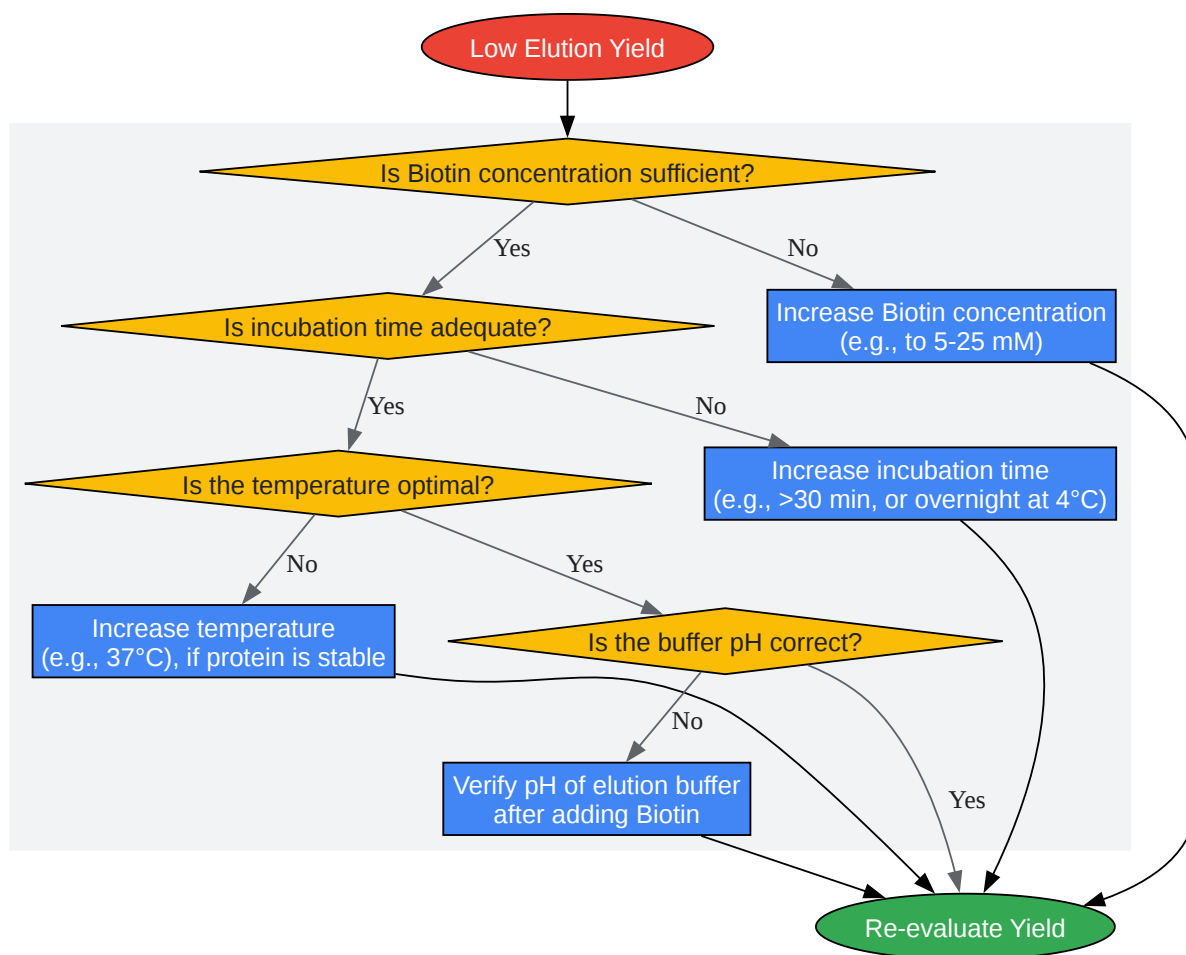 Low Elution Yield
Is Biotin concentration sufficient?
Yes
No
Increase Biotin concentration
(e.g., to 5-25 mM)
Is incubation time adequate?
Yes
No
Increase incubation time
(e.g., >30 min, or overnight at 4°C)
Is the temperature optimal?
No
Yes
Increase temperature
(e.g., 37°C), if protein is stable
Is the buffer pH correct?
No
Yes
Verify pH of elution buffer
after adding Biotin
Re-evaluate Yield